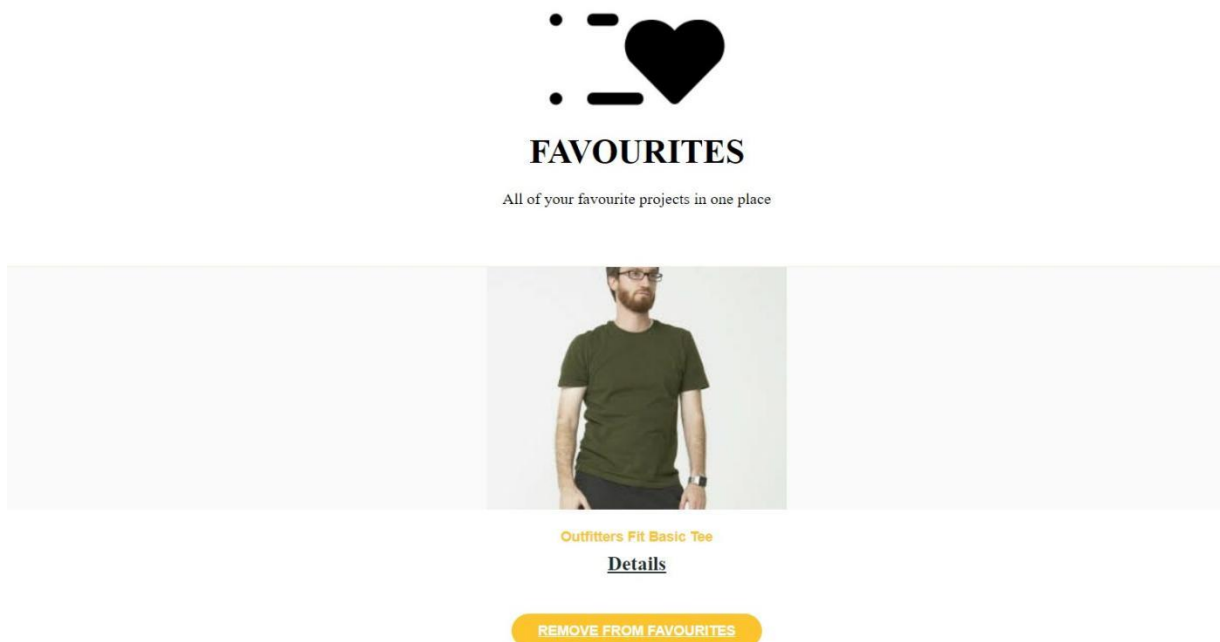 FAVOURITES
All of your favourite projects in one place
Outfitters Fit Basic Tee
Details
REMOVE FROM FAVOURITES